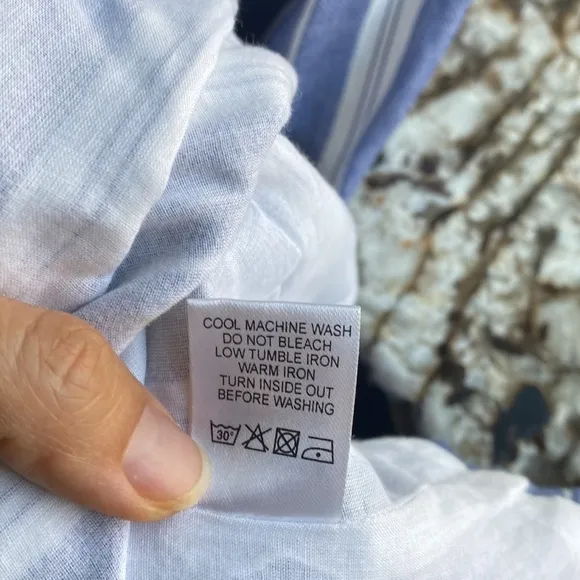 COOL MACHINE WASH
DO NOT BLEACH
LOW TUMBLE IRON
WARM IRON
TURN INSIDE OUT
BEFORE WASHING
30°